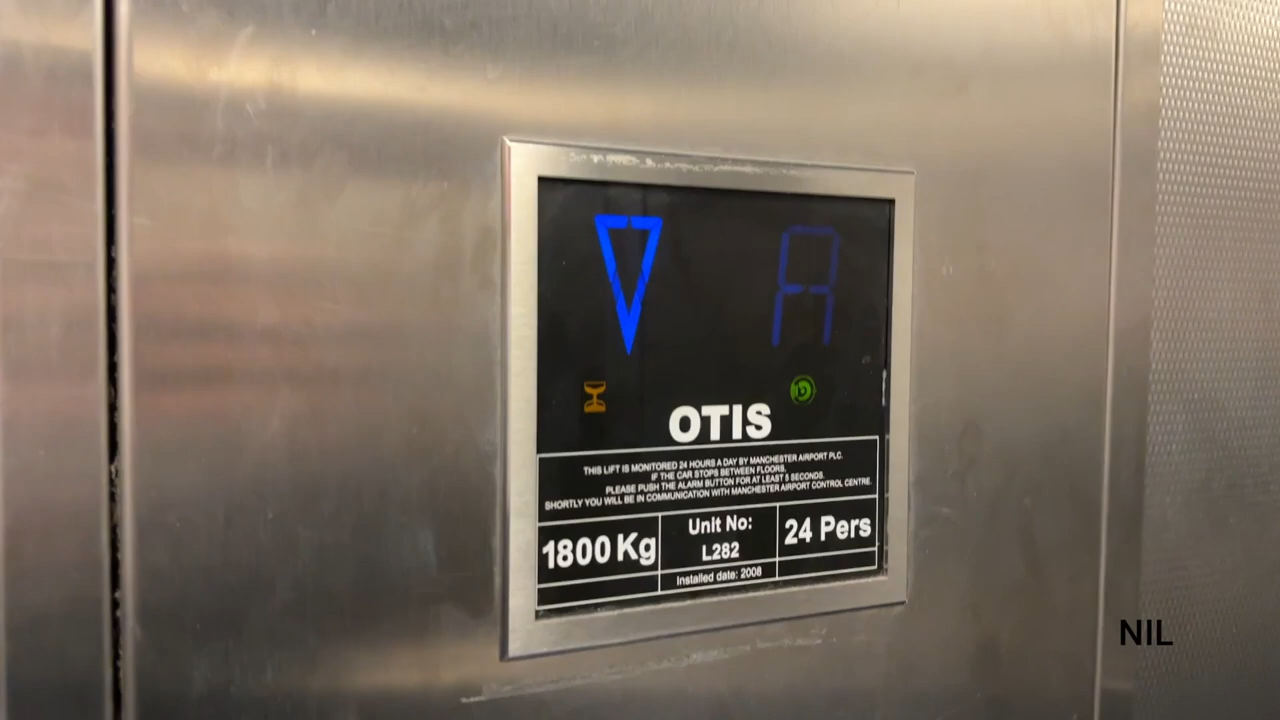 A
OTIS
THIS LIFT IS MONITORED 24 HOURS A DAY BY MANCHESTER AIRPORT PLC.
IF THE CAR STOPS BETWEEN FLOORS,
PLEASE PUSH THE ALARM BUTTON FOR AT LEAST 5 SECONDS.
SHORTLY YOU WILL BE IN COMMUNICATION WITH MANCHESTER AIRPORT CONTROL CENTRE.
1800 Kg
Unit No:
L282
24 Pers
Installed date: 2008
NIL